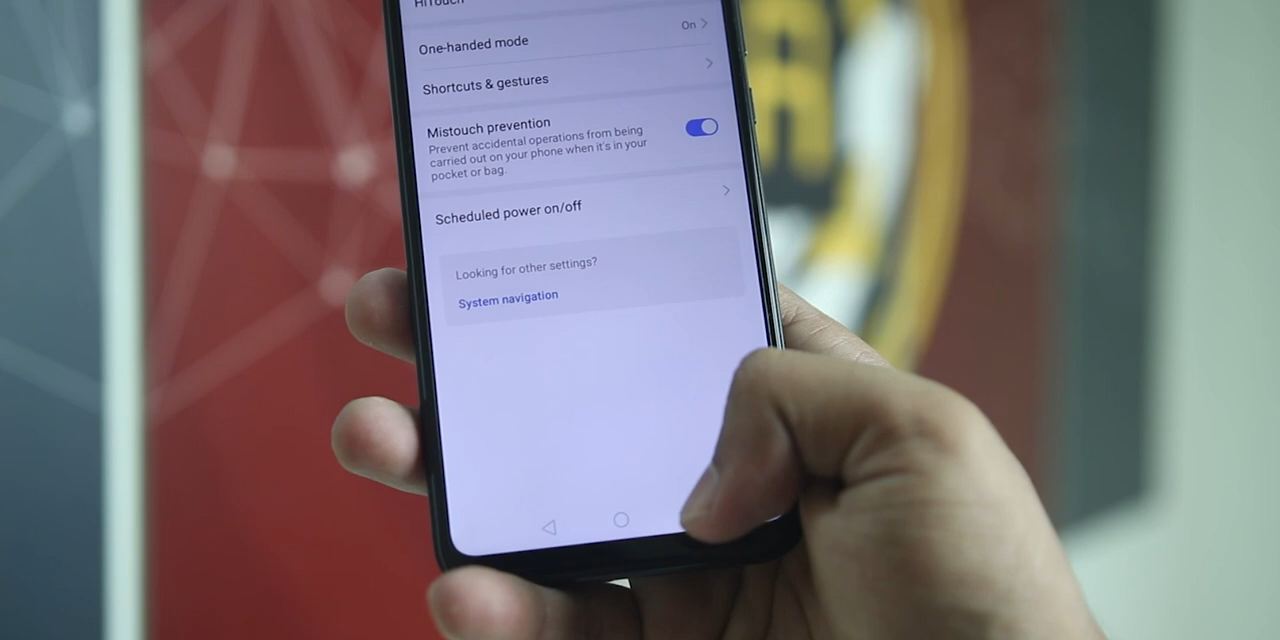 HiTouch
One-handed mode
On
Shortcuts & gestures
Mistouch prevention
Prevent accidental operations from being
carried out on your phone when it's in your
pocket or bag.
Scheduled power on/off
Looking for other settings?
System navigation